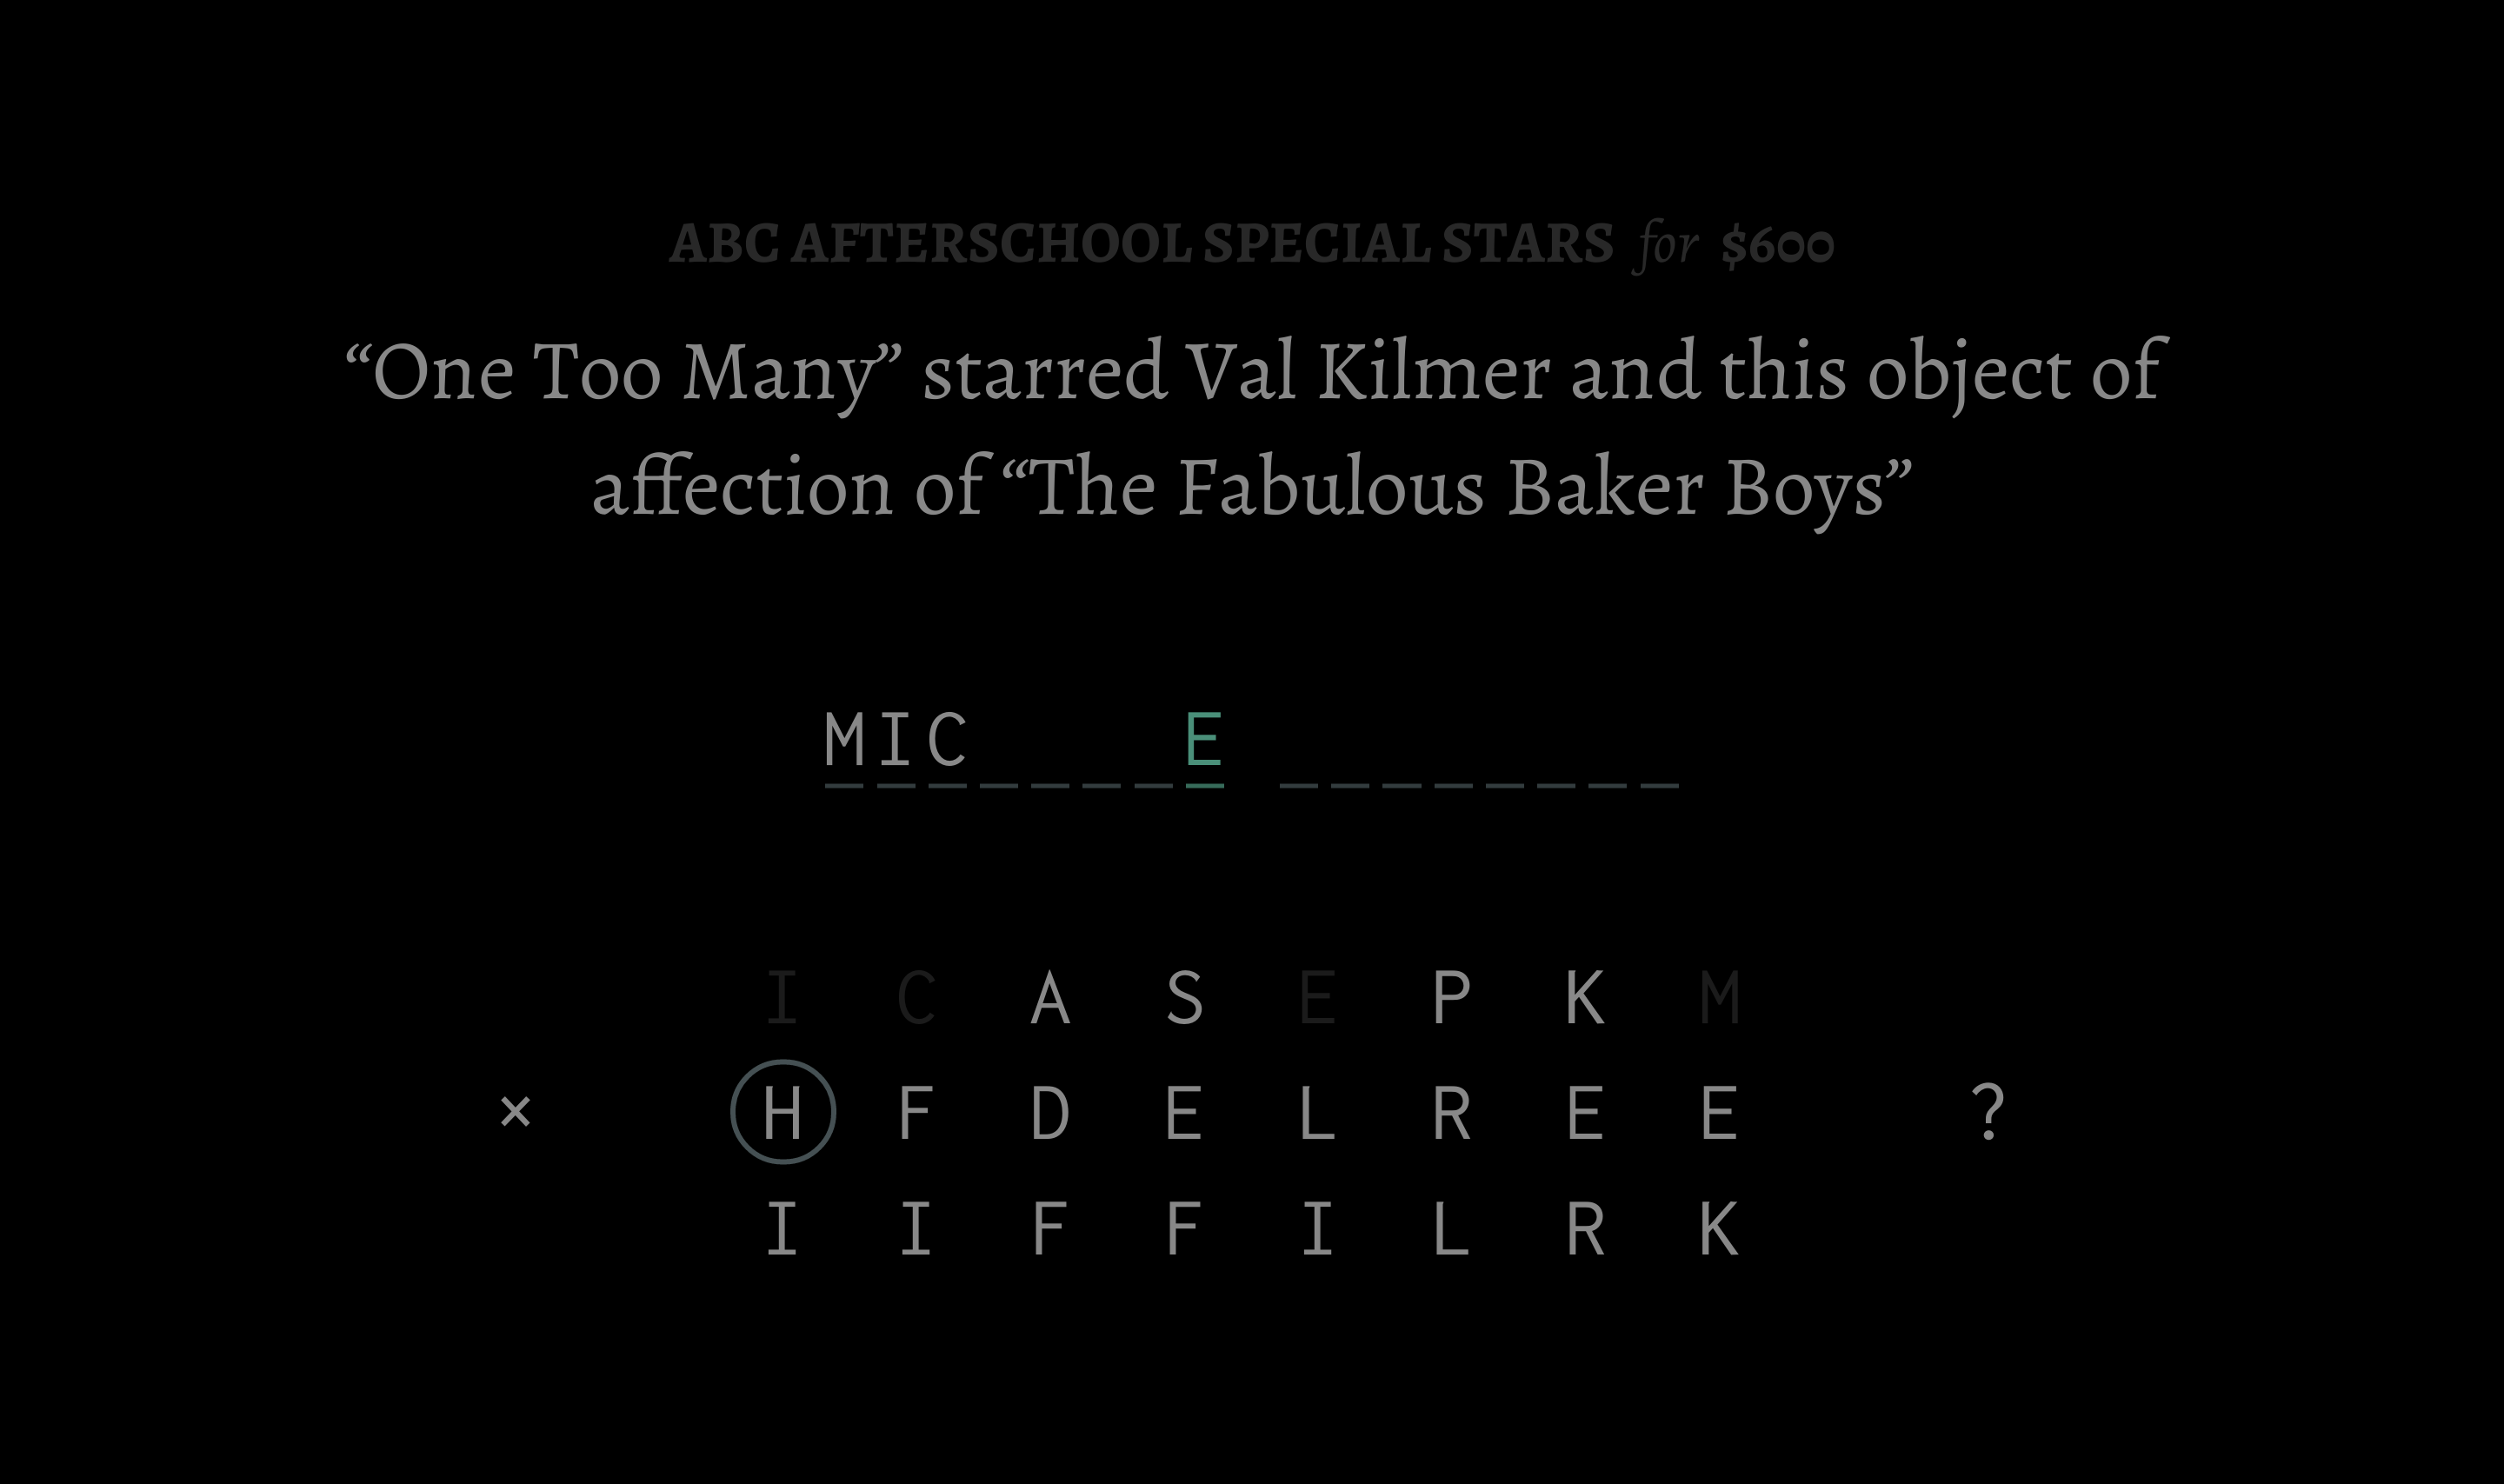 ABC AFTERSCHOOL SPECIAL STARS for $600
“One Too Many” starred Val Kilmer and this object of
affection of “The Fabulous Baker Boys”
MIC E
I C A S E P K M
× H F D E L R E E ?
I I F F I L R K